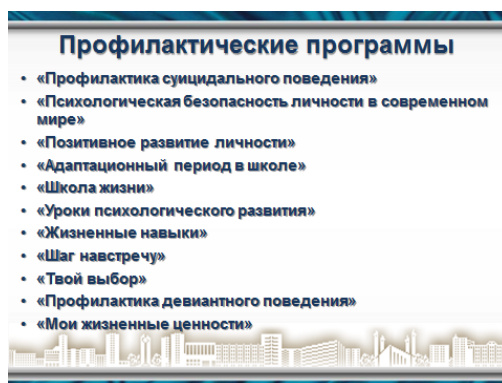 Профилактические программы
• «Профилактика суицидального поведения»
• «Психологическая безопасность личности в современном
мире»
• «Позитивное развитие личности»
• «Адаптационный период в школе»
• «Школа жизни»
• «Уроки психологического развития»
• «Жизненные навыки»
• «Шаг навстречу»
• «Твой выбор»
• «Профилактика девиантного поведения»
• «Мои жизненные ценности»